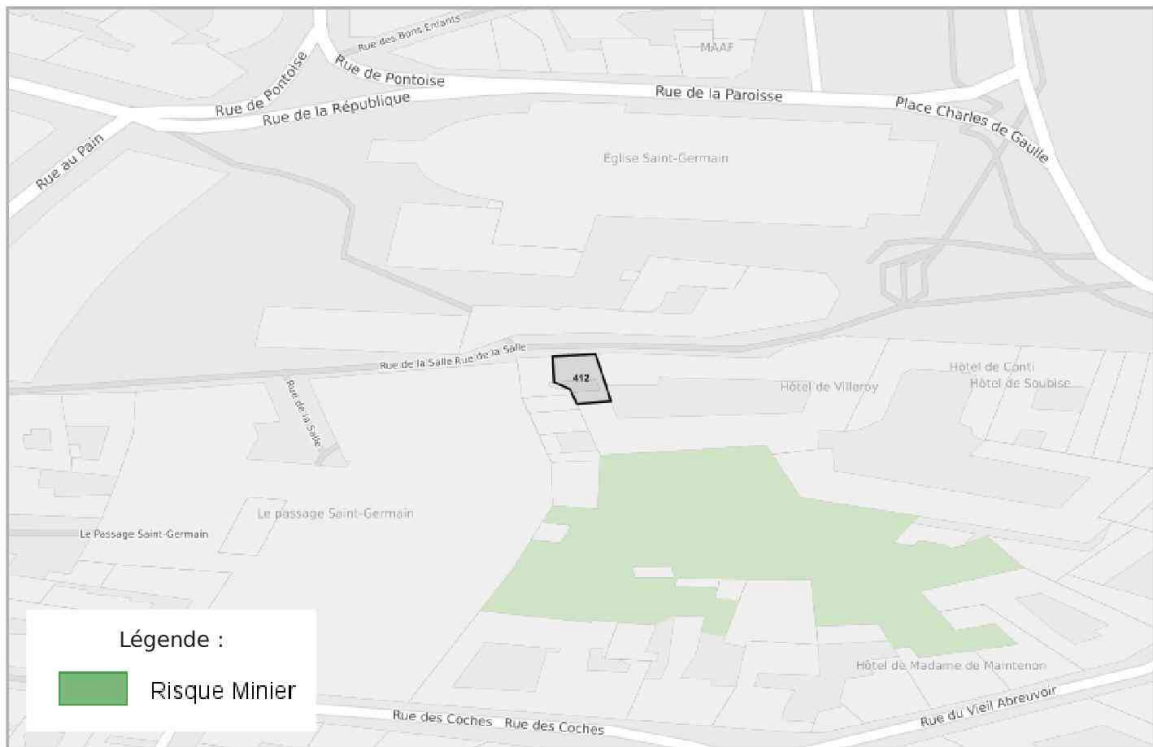 Rue des Bons Enfants
MAAF
Rue de Pontoise
Rue de Pontoise
Rue de la République
Rue de la Paroisse
Place Charles de Gaulle
Rue au Pain
Église Saint-Germain
Rue de la Salle Rue de la Salle
412
Hôtel de Conti
Hôtel de Soubise
Hôtel de Villeroy
Rue de la Salle
Le passage Saint-Germain
Le Passage Saint-Germain
Légende :
Risque Minier
Hôtel de Madame de Maintenon
Rue du Vieil Abreuvoir
Rue des Coches Rue des Coches